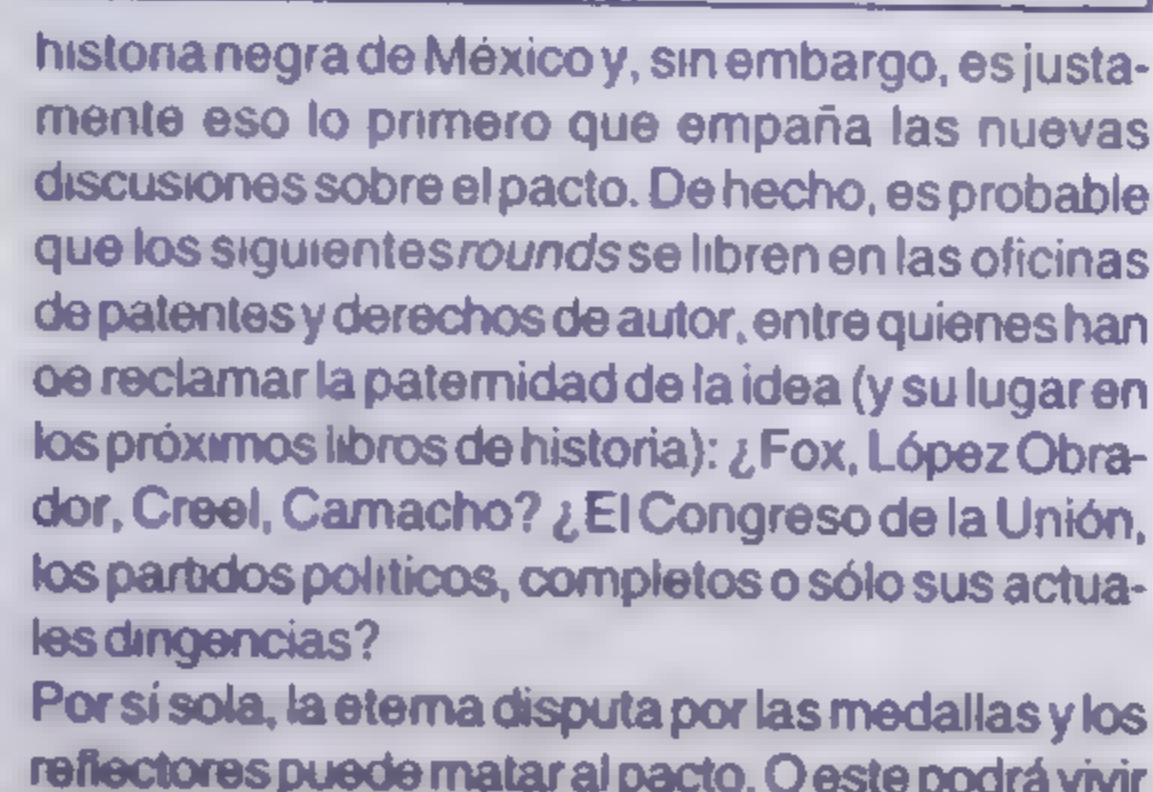 historia negra de México y, sin embargo, es justa-
mente eso lo primero que empaña las nuevas
discusiones sobre el pacto. De hecho, es probable
que los siguientes rounds se libren en las oficinas
de patentes y derechos de autor, entre quienes han
de reclamar la paternidad de la idea (y su lugar en
los próximos libros de historia): ¿Fox, López Obra-
dor, Creel, Camacho? ¿El Congreso de la Unión,
los partidos políticos, completos o sólo sus actua-
les dirigencias?
Por sí sola, la eterna disputa por las medallas y los
reflectores puede matar al pacto. O este podrá vivir